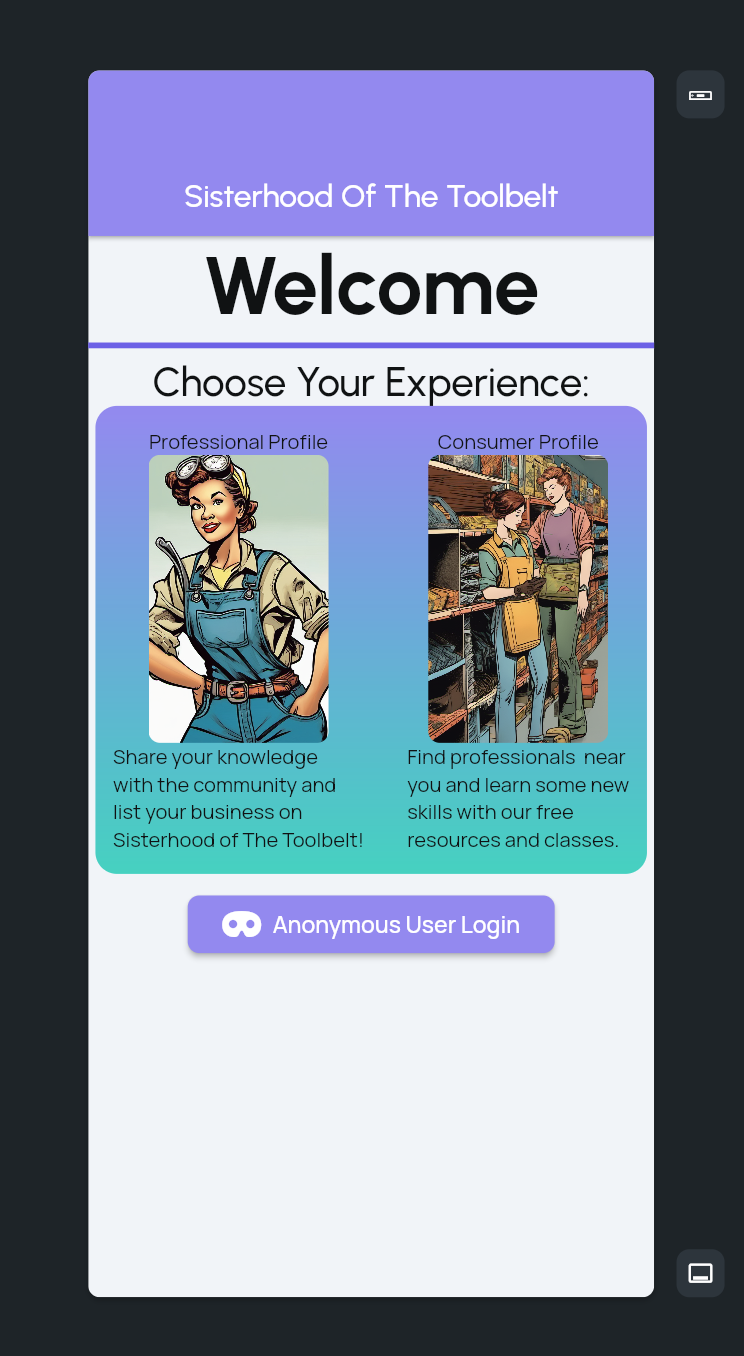 Sisterhood Of The Toolbelt
Welcome
Choose Your Experience:
Professional Profile
Share your knowledge
with the community and
list your business on
Sisterhood of The Toolbelt!
Consumer Profile
Find professionals  near
you and learn some new
skills with our free
resources and classes.
Anonymous User Login